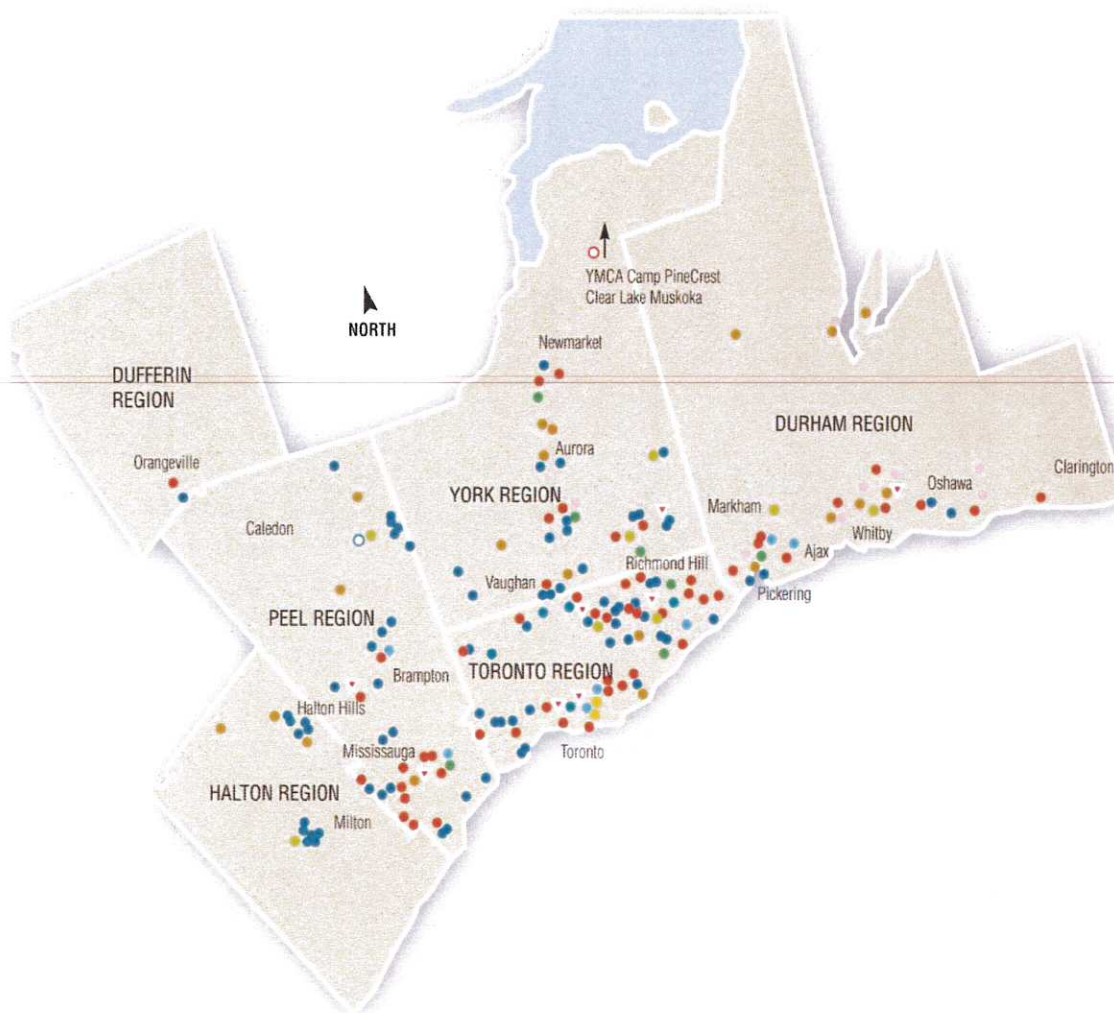 YMCA Camp PineCrest
Clear Lake Muskoka
NORTH
Newmarket
DUFFERIN
REGION
DURHAM REGION
Aurora
Orangeville
Clarington
Oshawa
YORK REGION
Markham
Caledon
Whitby
Ajax
Richmond Hill
Vaughan
Pickering
PEEL REGION
TORONTO REGION
Brampton
Halton Hills
Mississauga
Toronto
HALTON REGION
Milton